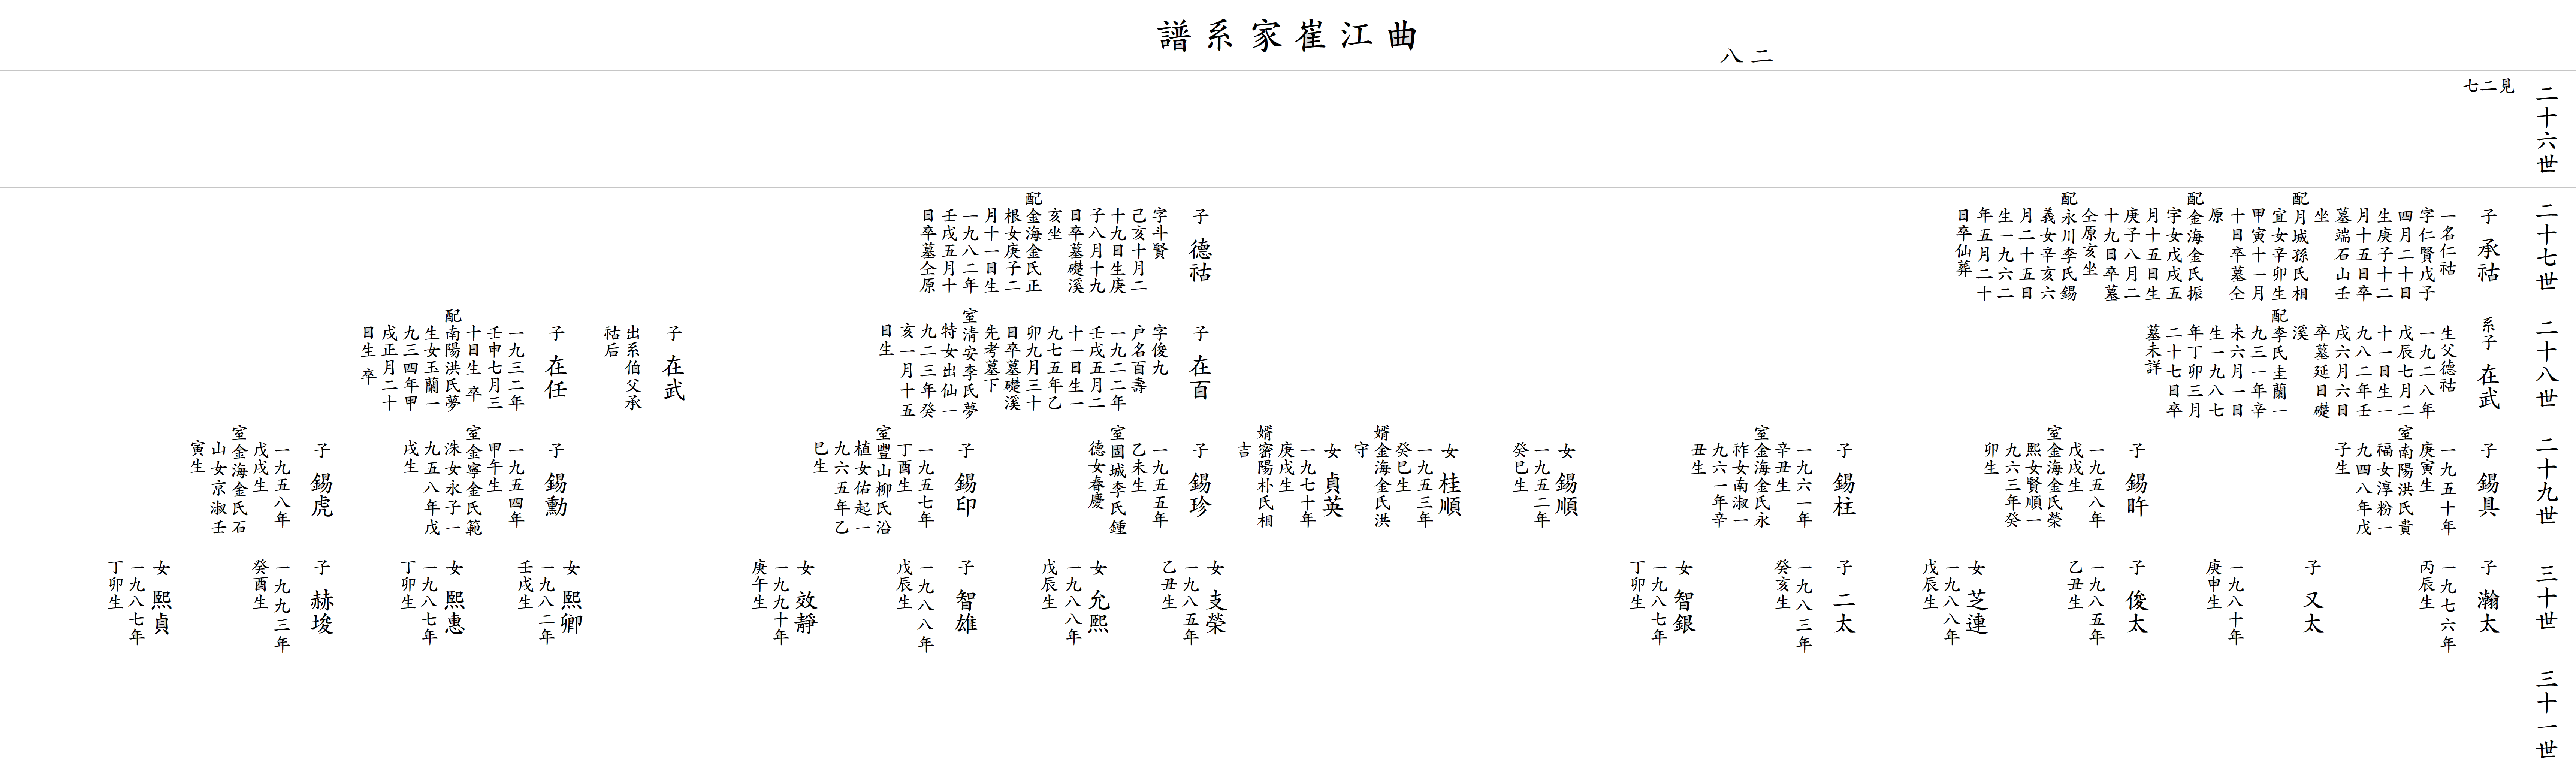 曲江崔家系譜
二八
二十六世
見二七
二十七世
子 承祜
一名仁祜
字仁賢戊子
四月二十日
生庚子十二
月十五日卒
墓端石山壬
坐
配月城孫氏相
宜女辛卯生
甲寅十一月
十日卒墓仝
原
配金海金氏振
宇女戊戌五
月十五日生
庚子八月二
十九日卒墓
仝原亥坐
配永川李氏錫
義女辛亥六
月二十五日
生一九六二
年五月二十
日卒仙葬
子 德祜
字斗賢
己亥十月二
十九日生庚
子八月十九
日卒墓礎溪
亥坐
配金海金氏正
根女庚子二
月十一日生
一九八二年
壬戌五月十
日卒墓仝原
二十八世
系子 在武
生父德祜
一九二八年
戊辰七月二
十一日生一
九八二年壬
戌六月六日
卒墓延日礎
溪
配李氏圭蘭一
九三一年辛
未六月一日
生一九八七
年丁卯三月
二十七日卒
墓未詳
子 在百
字俊九
户名百壽
一九二二年
壬戌五月二
十一日生一
九七五年乙
卯九月三十
日卒墓礎溪
先考墓下
室清安李氏夢
特女出仙一
九二三年癸
亥一月十五
日生
子 在武
出系伯父承
祜后
子 在任
一九三二年
壬申七月三
十日生 卒
配南陽洪氏夢
生女玉蘭一
九三四年甲
戌正月二十
日生 卒
二十九世
子 錫具
一九五十年
庚寅生
室南陽洪氏貴
福女淳粉一
九四八年戊
子生
子 錫旿
一九五八年
戊戌生
室金海金氏榮
熙女賢順一
九六三年癸
卯生
子 錫柱
一九六一年
辛丑生
室金海金氏永
祚女南淑一
九六一年辛
丑生
女 錫順
一九五二年
癸巳生
女 桂順
一九五三年
癸巳生
婿金海金氏洪
守
女 貞英
一九七十年
庚戌生
婿密陽朴氏相
吉
子 錫珍
一九五五年
乙未生
室固城李氏鍾
德女春慶
子 錫印
一九五七年
丁酉生
室豐山柳氏沿
植女佑起一
九六五年乙
巳生
子 錫勳
一九五四年
甲午生
室金寧金氏範
洙女永子一
九五八年戊
戌生
子 錫虎
一九五八年
戊戌生
室金海金氏石
山女京淑壬
寅生
三十世
子 瀚太
一九七六年
丙辰生
子 又太
一九八十年
庚申生
子 俊太
一九八五年
乙丑生
女 芝連
一九八八年
戊辰生
子 二太
一九八三年
癸亥生
女 智銀
一九八七年
丁卯生
女 支榮
一九八五年
乙丑生
女 允熙
一九八八年
戊辰生
子 智雄
一九八八年
戊辰生
女 效靜
一九九十年
庚午生
女 熙卿
一九八二年
壬戌生
女 熙惠
一九八七年
丁卯生
子 赫埈
一九九三年
癸酉生
女 熙貞
一九八七年
丁卯生
三十一世